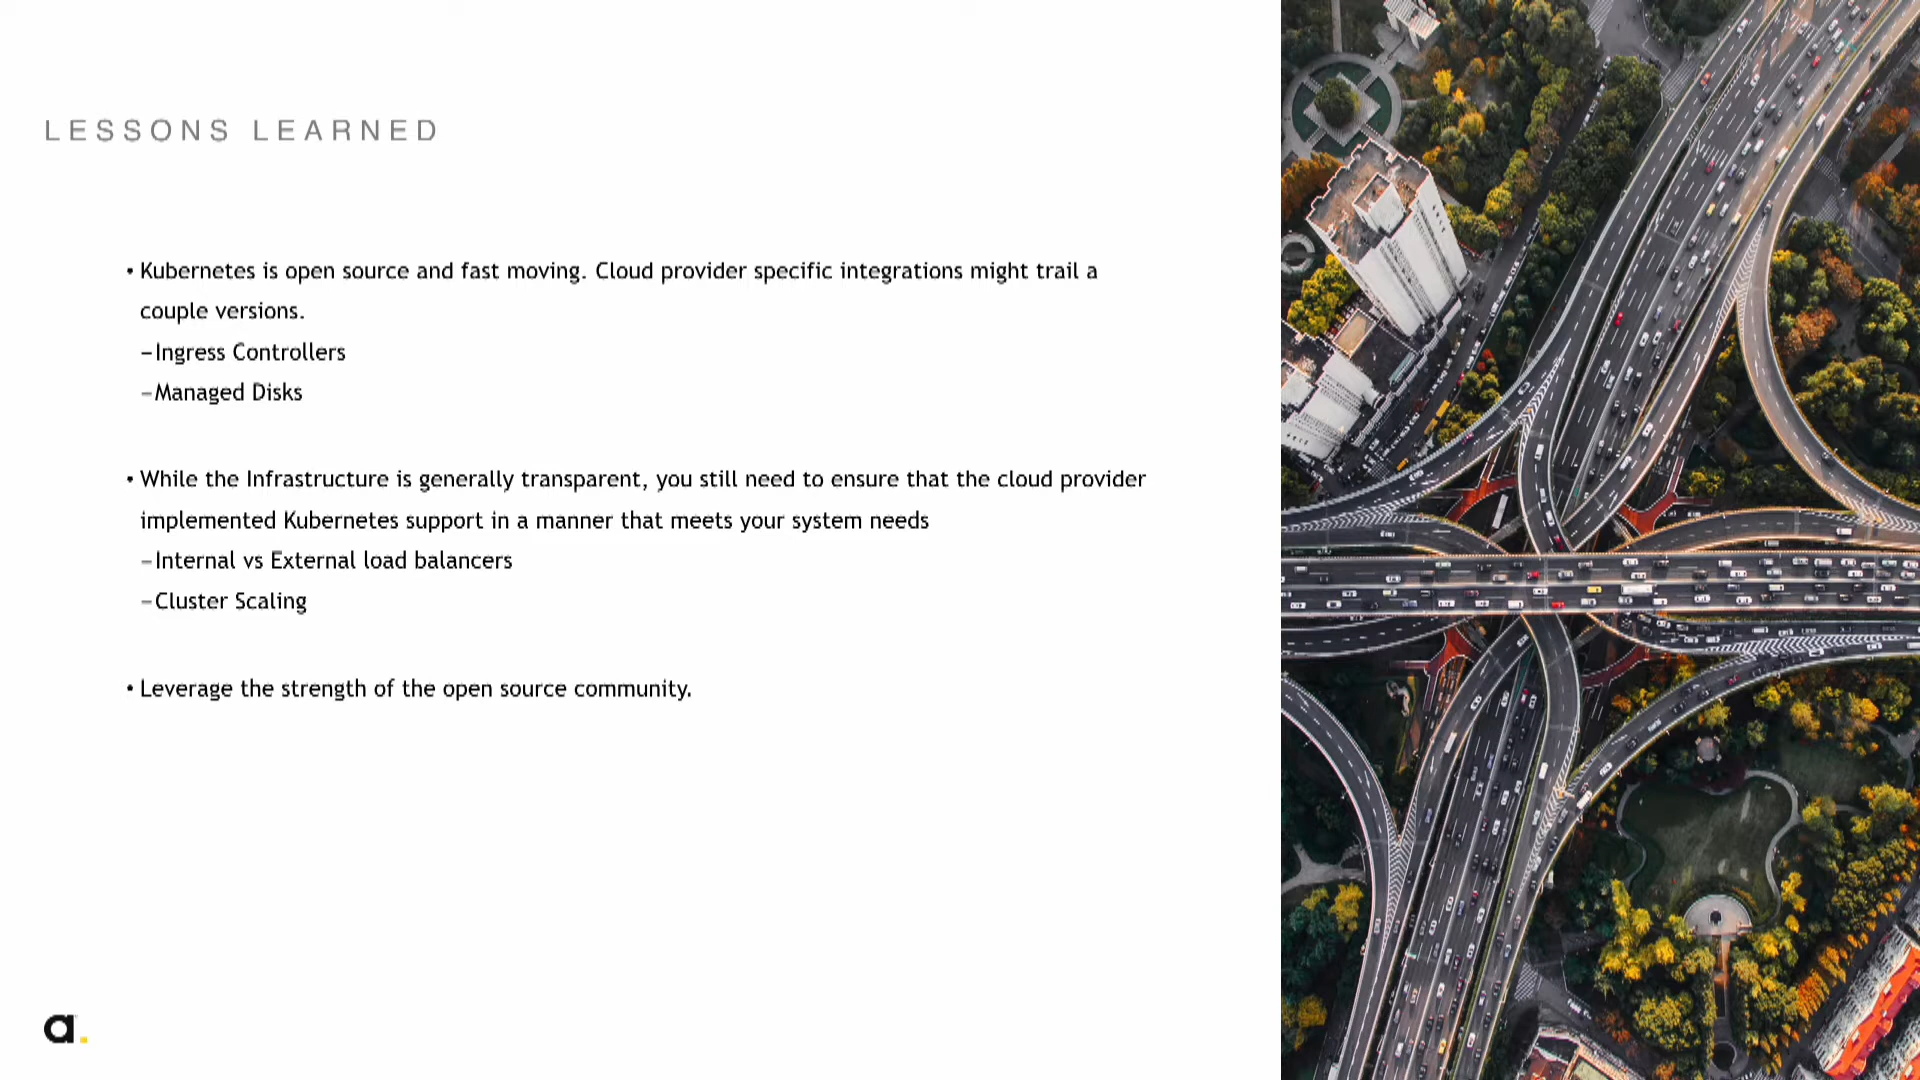 LESSONS LEARNED
• Kubernetes is open source and fast moving. Cloud provider specific integrations might trail a
couple versions.
–Ingress Controllers
–Managed Disks
• While the Infrastructure is generally transparent, you still need to ensure that the cloud provider
implemented Kubernetes support in a manner that meets your system needs
–Internal vs External load balancers
–Cluster Scaling
• Leverage the strength of the open source community.
a.